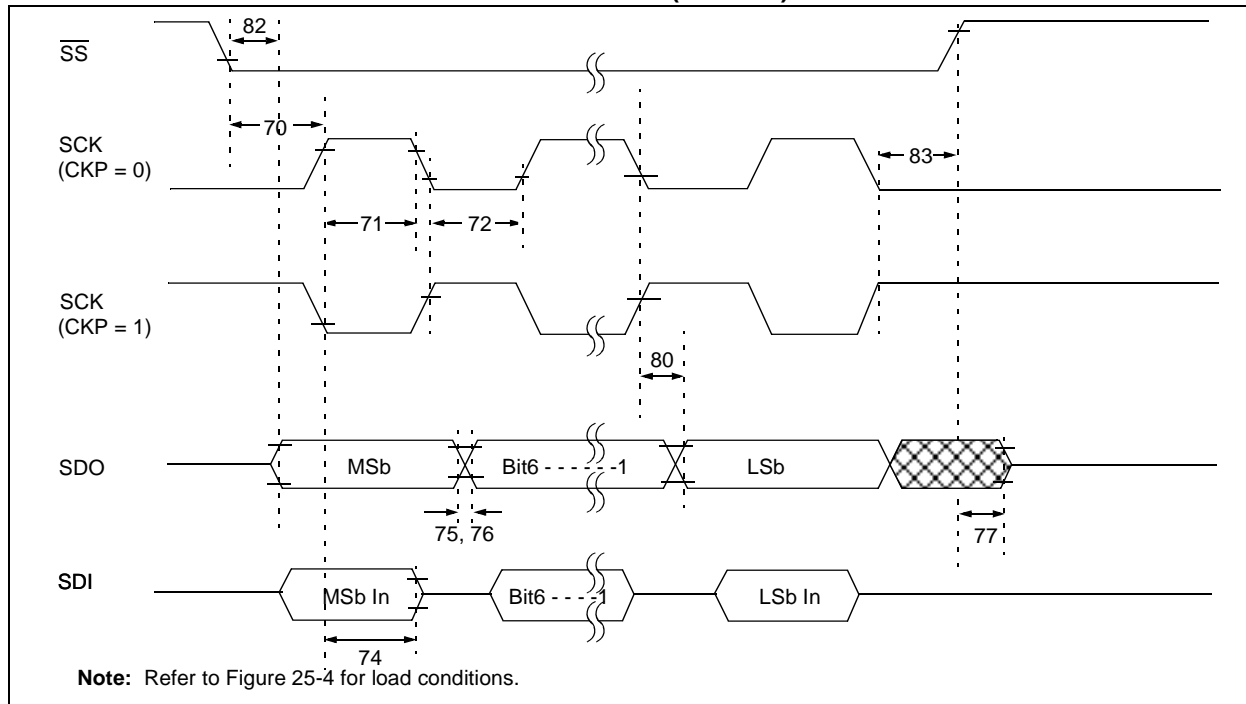 82
SS
70
SCK
(CKP = 0)
83
71
72
SCK
(CKP = 1)
80
SDO
MSb
Bit6 - - - - - -1
LSb
75, 76
77
SDI
MSb In
Bit6 - - - - -1
LSb In
74
Note: Refer to Figure 25-4 for load conditions.